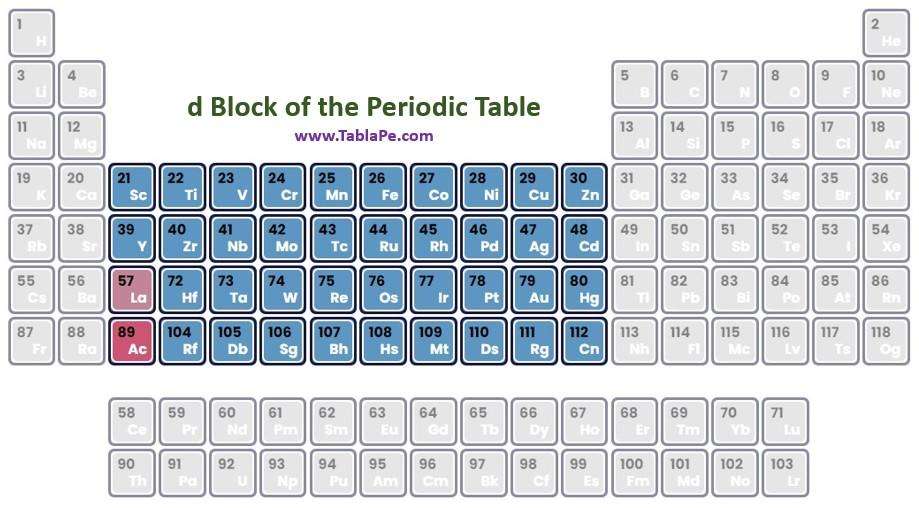 1 2
H He
3 4 5 6 7 8 9 10
Li Be B C N O F Ne
d Block of the Periodic Table
www.TablaPe.com
11 12 13 14 15 16 17 18
Na Mg Al Si P S Cl Ar
19 20 21 22 23 24 25 26 27 28 29 30 31 32 33 34 35 36
K Ca Sc Ti V Cr Mn Fe Co Ni Cu Zn Ga Ge As Se Br Kr
37 38 39 40 41 42 43 44 45 46 47 48 49 50 51 52 53 54
Rb Sr Y Zr Nb Mo Tc Ru Rh Pd Ag Cd In Sn Sb Te I Xe
55 56 57 72 73 74 75 76 77 78 79 80 81 82 83 84 85 86
Cs Ba La Hf Ta W Re Os Ir Pt Au Hg Tl Pb Bi Po At Rn
87 88 89 104 105 106 107 108 109 110 111 112 113 114 115 116 117 118
Fr Ra Ac Rf Db Sg Bh Hs Mt Ds Rg Cn Nh Fl Mc Lv Ts Og
58 59 60 61 62 63 64 65 66 67 68 69 70 71
Ce Pr Nd Pm Sm Eu Gd Tb Dy Ho Er Tm Yb Lu
90 91 92 93 94 95 96 97 98 99 100 101 102 103
Th Pa U Np Pu Am Cm Bk Cf Es Fm Md No Lr